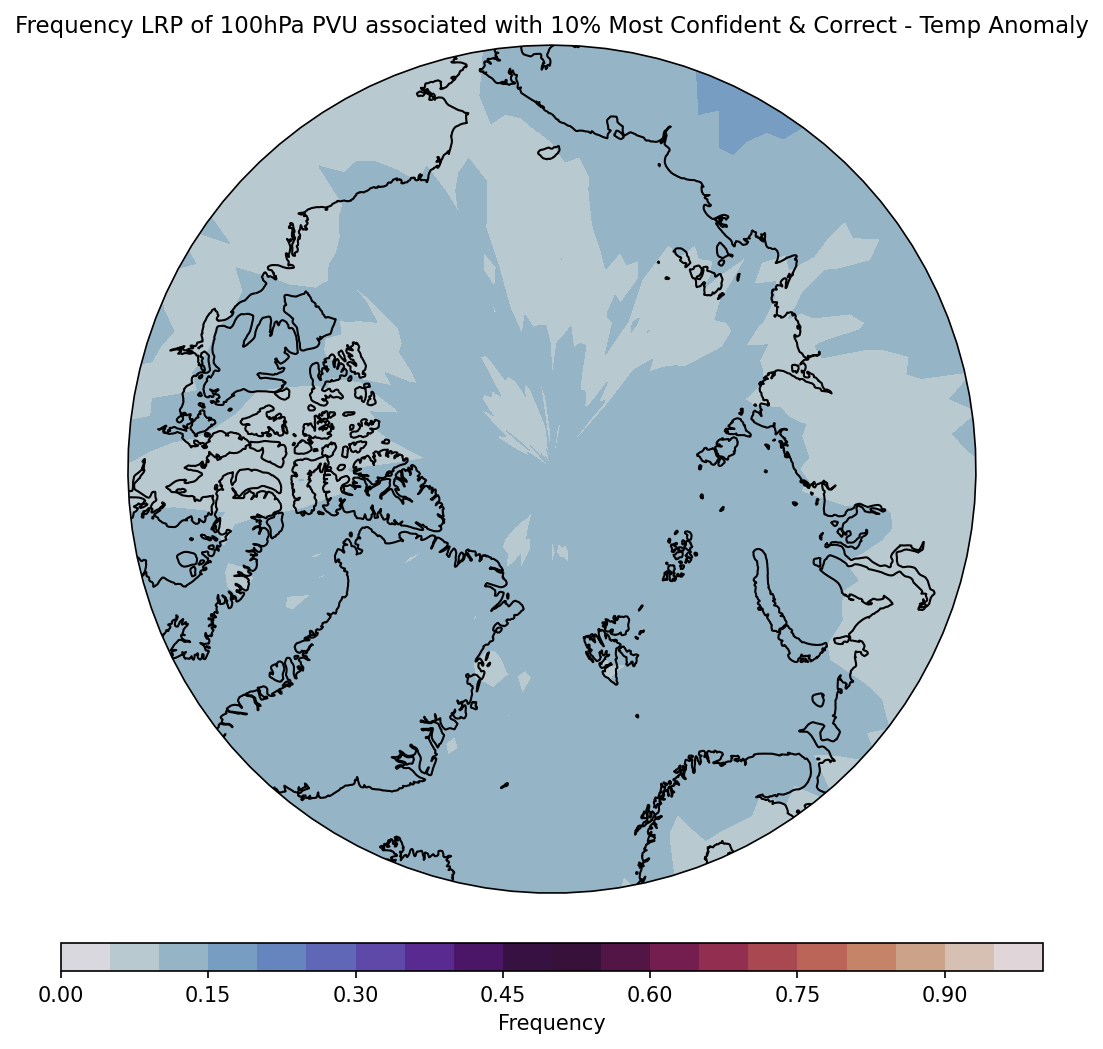 Frequency LRP of 100hPa PVU associated with 10% Most Confident & Correct - Temp Anomaly
0.00 0.15 0.30 0.45 0.60 0.75 0.90
Frequency